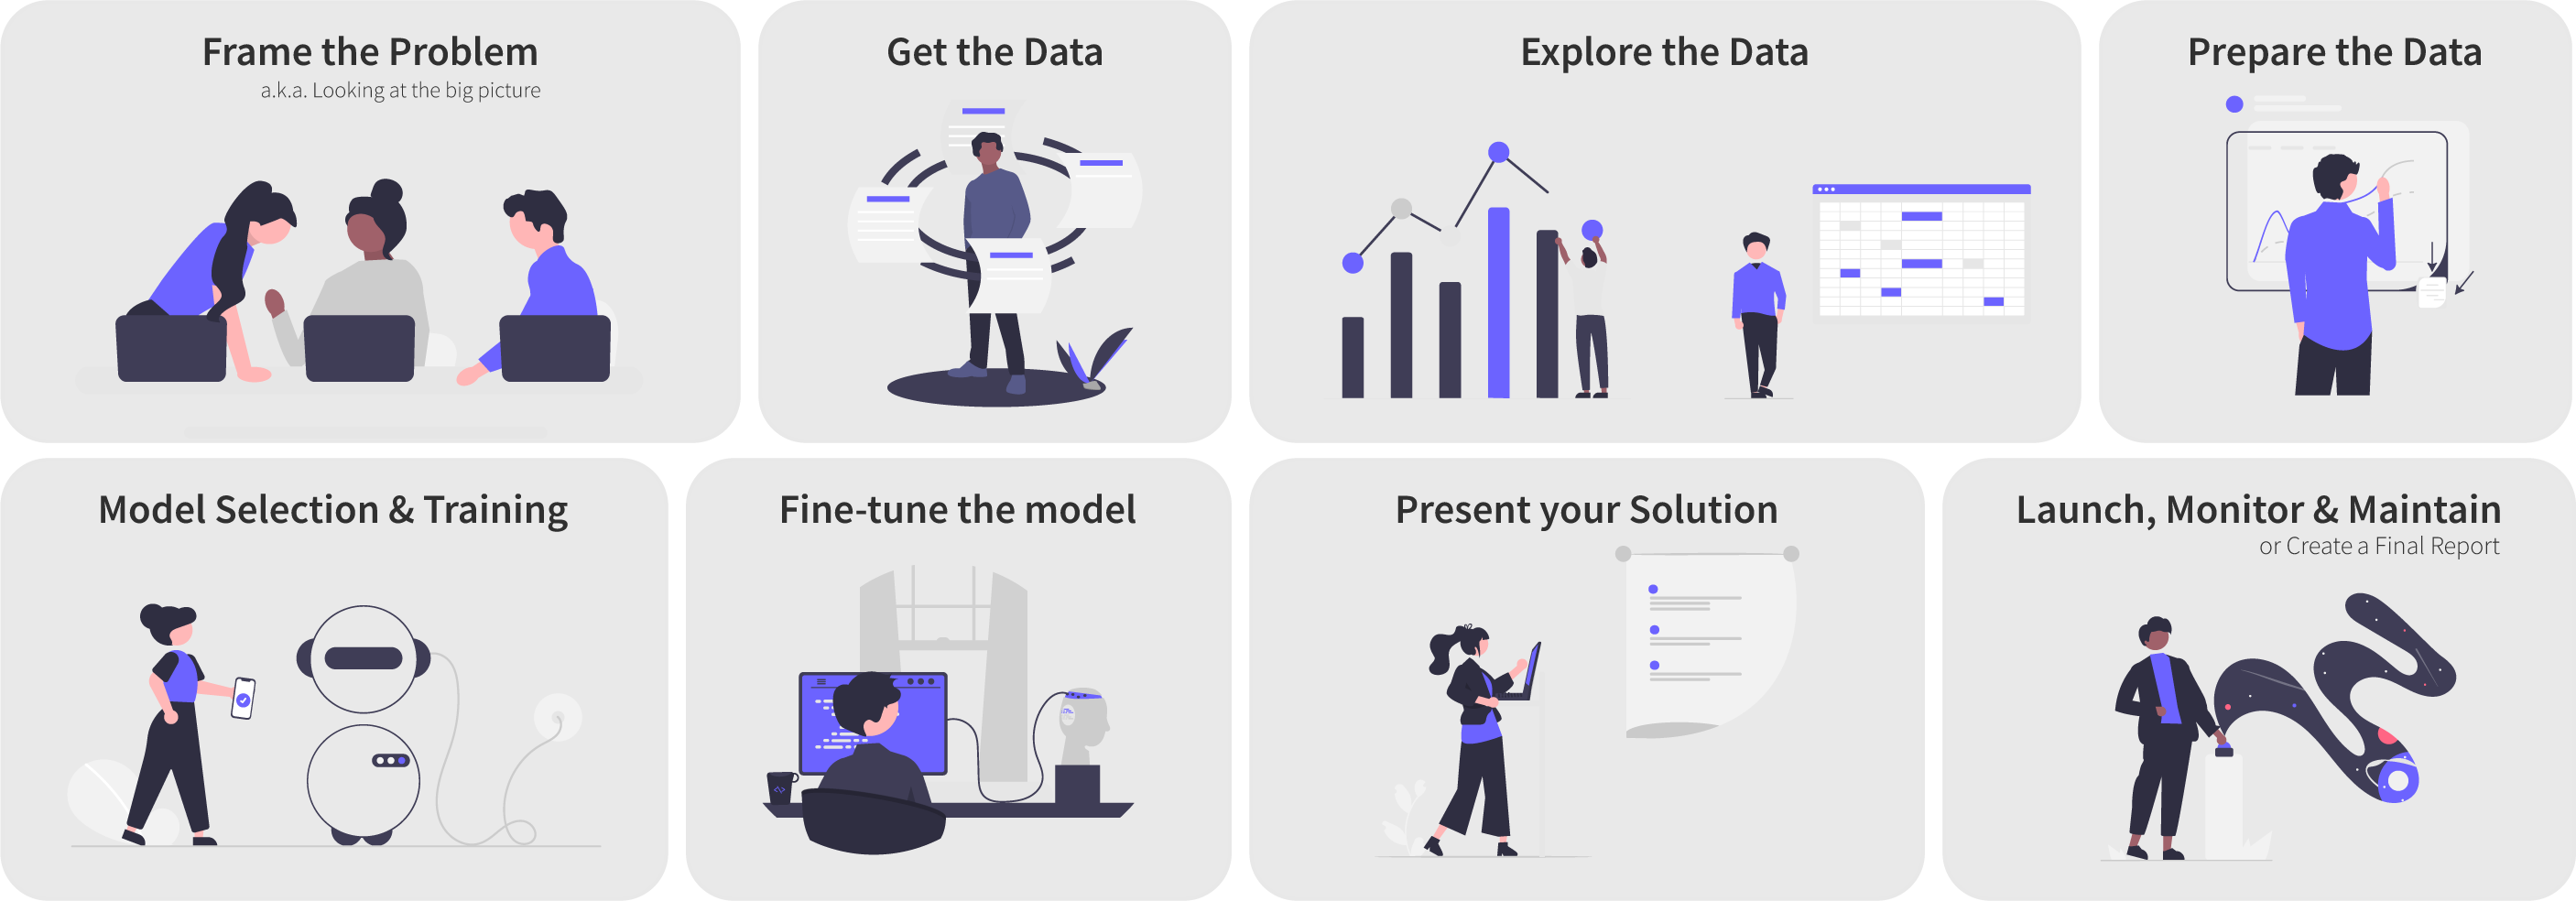 Frame the Problem
a.k.a. Looking at the big picture
Get the Data
Explore the Data
Prepare the Data
Model Selection & Training
Fine-tune the model
Present your Solution
Launch, Monitor & Maintain
or Create a Final Report